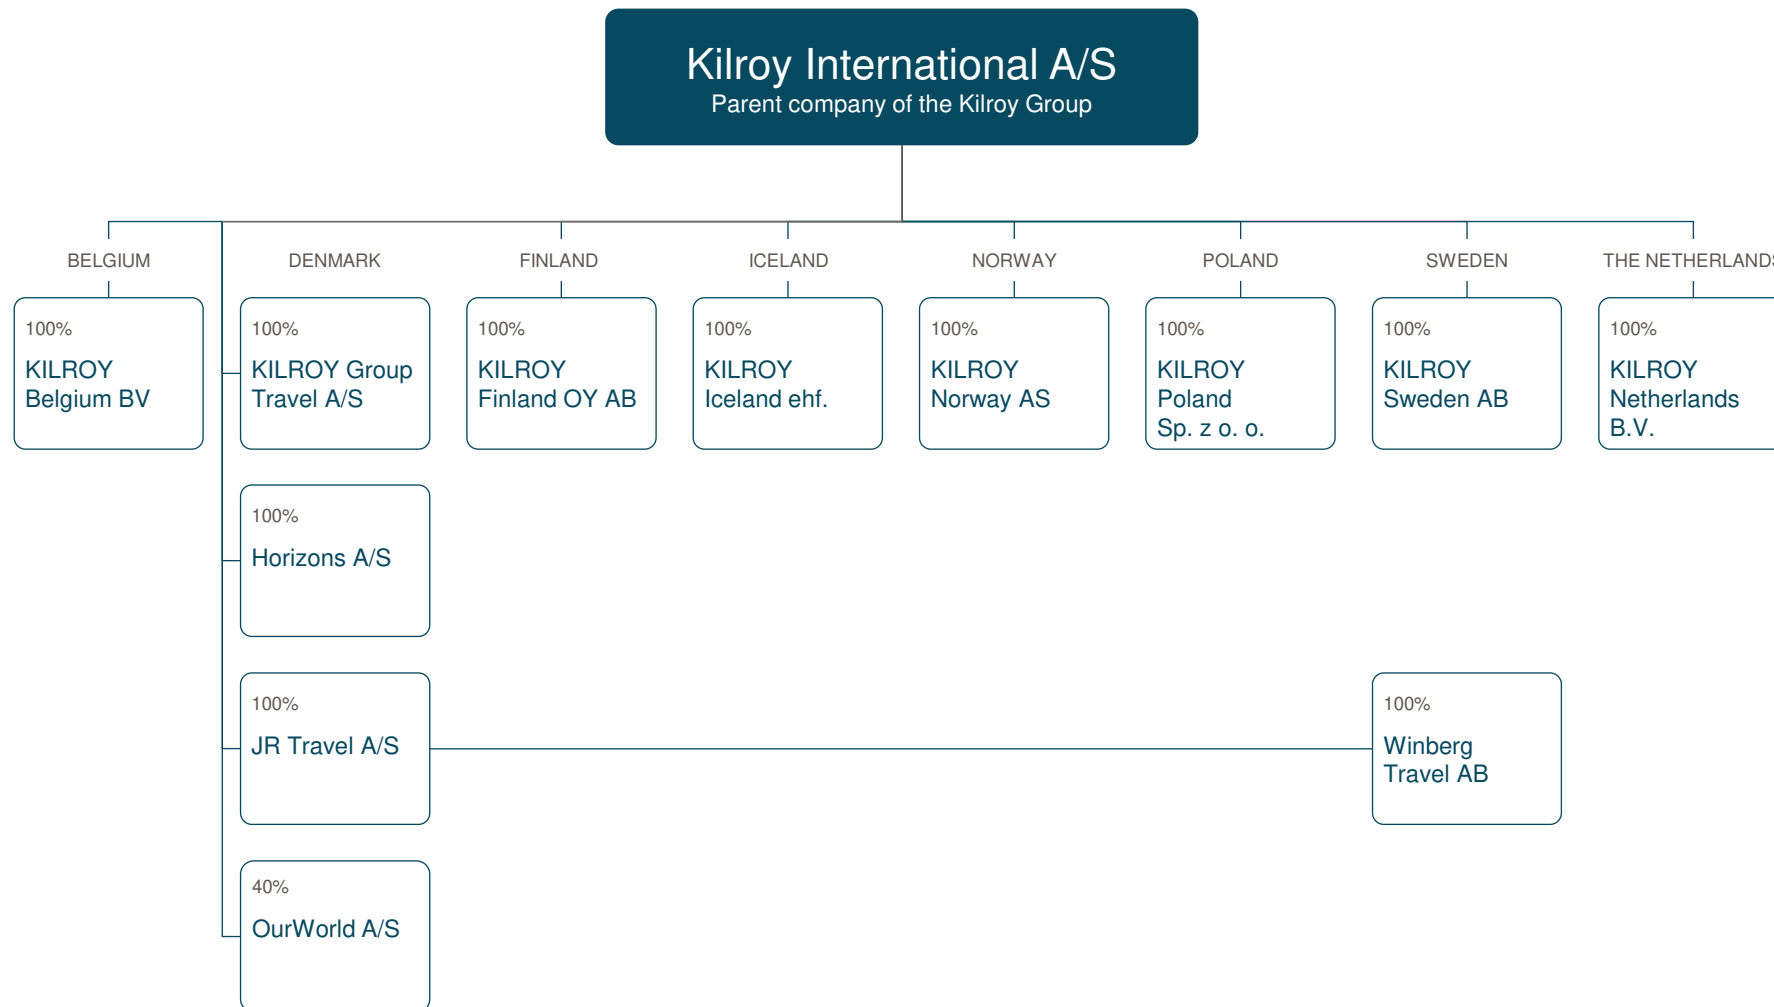 Kilroy International A/S
Parent company of the Kilroy Group
BELGIUM
DENMARK
FINLAND
ICELAND
NORWAY
POLAND
SWEDEN
THE NETHERLANDS
100%
KILROY
Belgium BV
100%
KILROY Group
Travel A/S
100%
KILROY
Finland OY AB
100%
KILROY
Iceland ehf.
100%
KILROY
Norway AS
100%
KILROY
Poland
Sp. z o. o.
100%
KILROY
Sweden AB
100%
KILROY
Netherlands
B.V.
100%
Horizons A/S
100%
JR Travel A/S
100%
Winberg
Travel AB
40%
OurWorld A/S